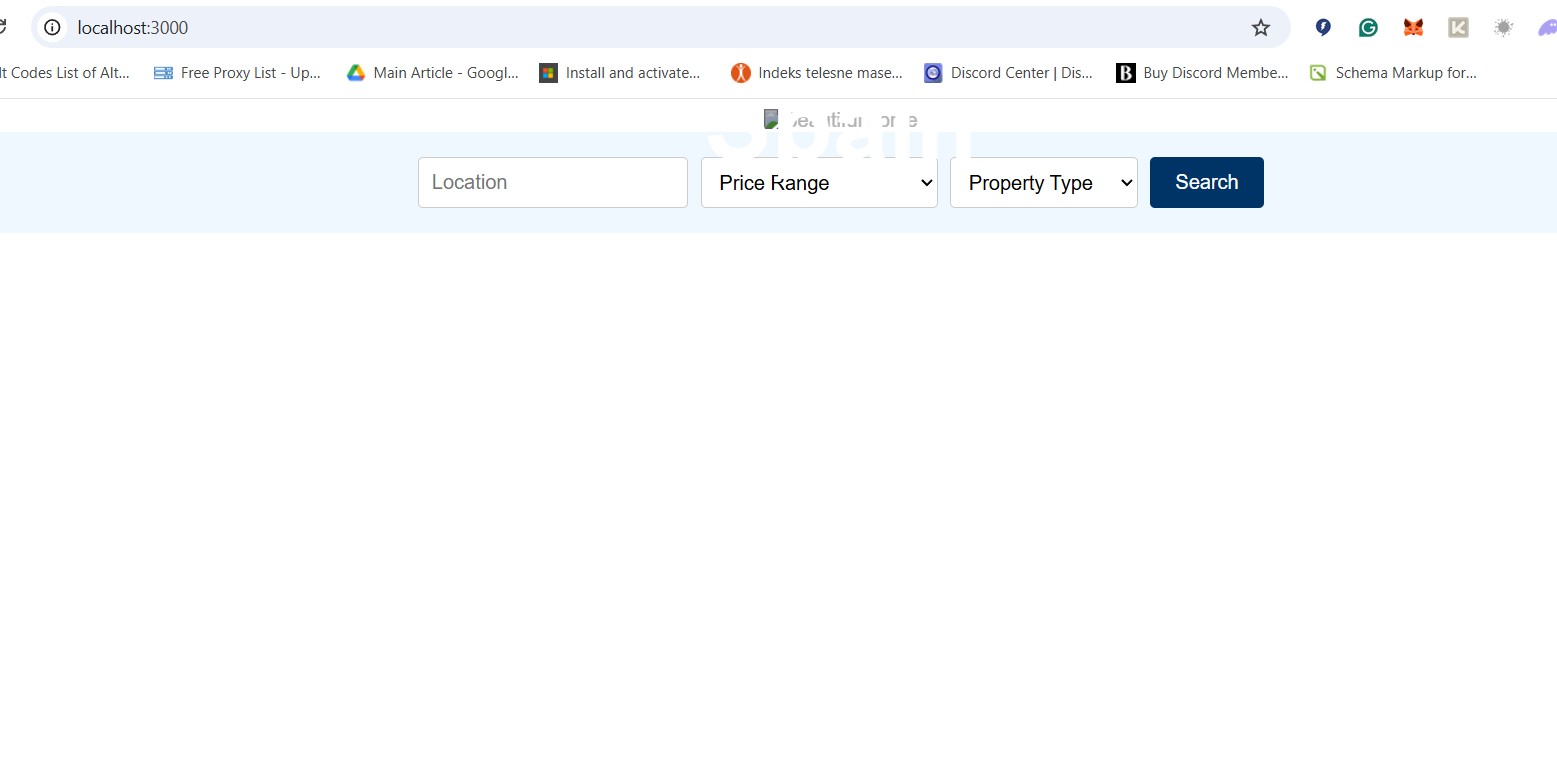 localhost:3000
lt Codes List of Alt...
Free Proxy List - Up...
Main Article - Googl...
Install and activate...
Indeks telesne mase...
Discord Center | Dis...
B
Buy Discord Membe...
Schema Markup for...
Spain
Location
Price Range
Property Type
Search